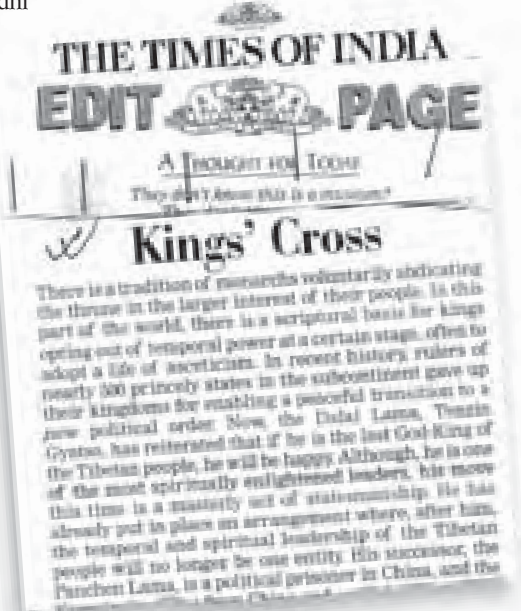 THE TIMES OF INDIA
EDIT PAGE
A THOUGHT FOR TODAY
They don't know this is a
Kings' Cross
There is a tradition of monarchs voluntarily abdicating
the throne in the larger interest of their people. In this
part of the world, there is a scriptural basis for kings
opting out of temporal power at a certain stage, often to
adopt a life of asceticism. In recent history, rulers of
nearly 500 princely states in the subcontinent gave up
their kingdoms for enabling a peaceful transition to a
new political order. Now, the Dalai Lama, Tenzin
Gyatso, has reiterated that if he is the last God-King of
the Tibetan people, he will be happy. Although, he is one
of the most spiritually enlightened leaders, his move
this time is a masterly act of statesmanship. He has
already put in place an arrangement where, after him,
the temporal and spiritual leadership of the Tibetan
people will no longer be one entity. His successor, the
Panchen Lama, is a political prisoner in China, and the